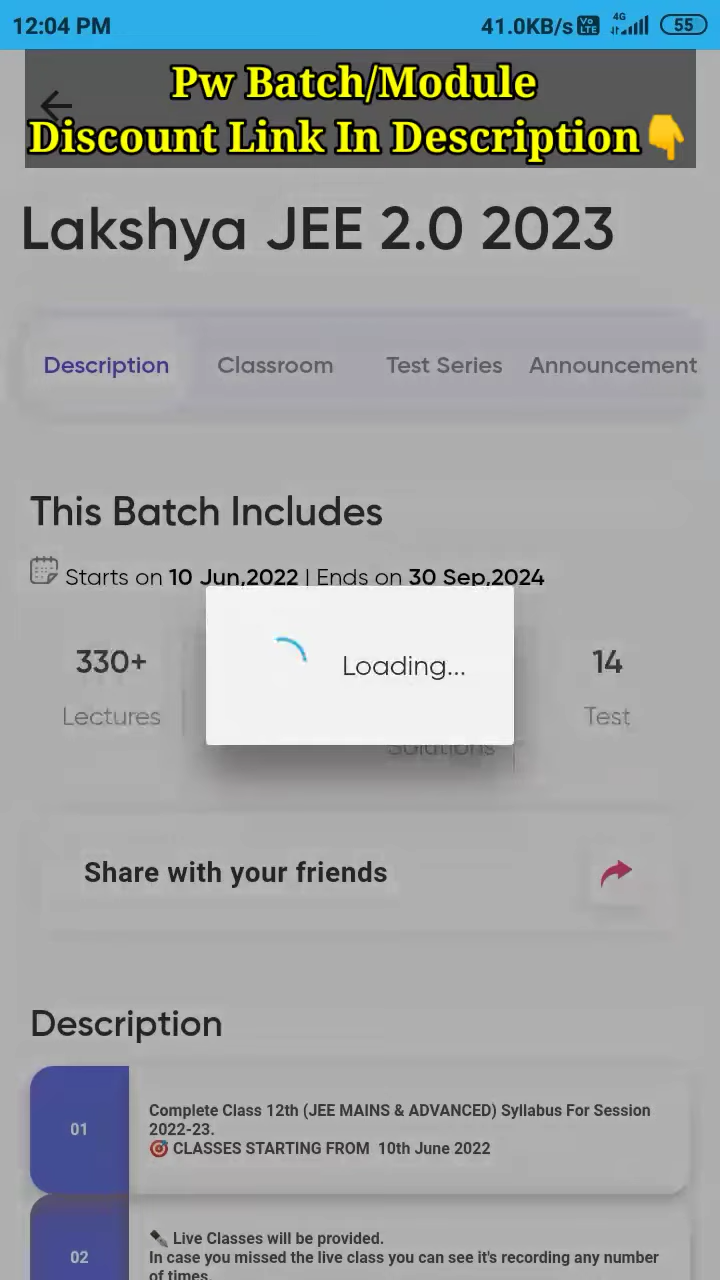 12:04 PM 41.0KB/s Vo LTE 4G 55
Pw Batch/Module
Discount Link In Description👇
Lakshya JEE 2.0 2023
Description Classroom Test Series Announcement
This Batch Includes
Starts on 10 Jun,2022 | Ends on 30 Sep,2024
330+ 14
Loading...
Lectures Test
Solutions
Share with your friends
Description
01
Complete Class 12th (JEE MAINS & ADVANCED) Syllabus For Session
2022-23.
🎯 CLASSES STARTING FROM 10th June 2022
02
✒️ Live Classes will be provided.
In case you missed the live class you can see it's recording any number
of times.